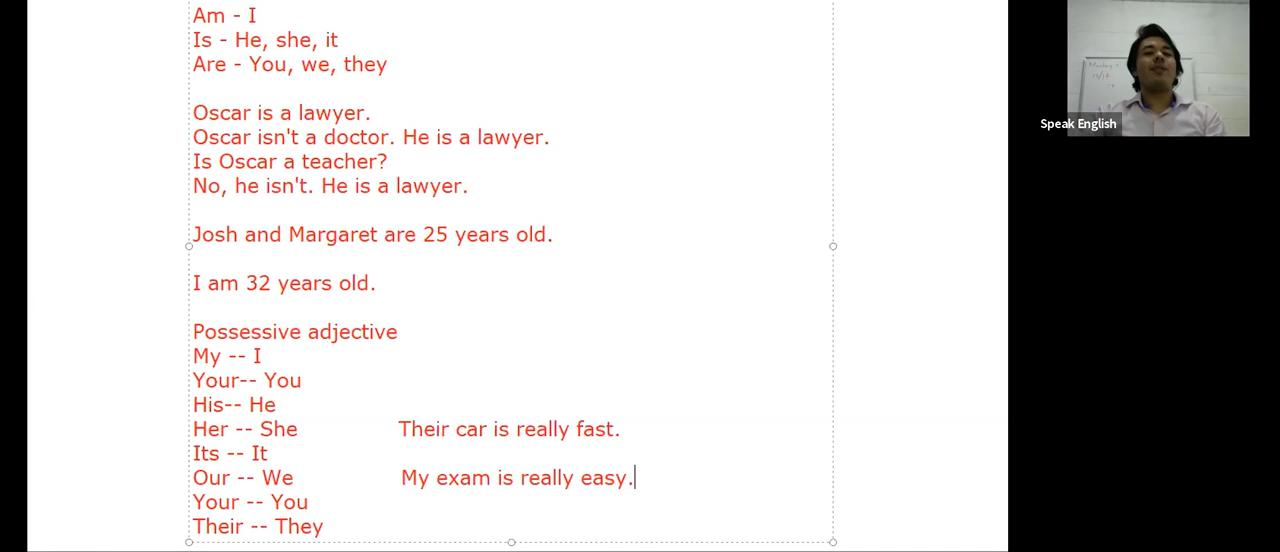 Am - I
Is - He, she, it
Are - You, we, they
Oscar is a lawyer.
Oscar isn't a doctor. He is a lawyer.
Is Oscar a teacher?
No, he isn't. He is a lawyer.
Josh and Margaret are 25 years old.
I am 32 years old.
Possessive adjective
My -- I
Your-- You
His-- He
Her -- She
Their car is really fast.
Its -- It
Our -- We
My exam is really easy.
Your -- You
Their -- They
Speak English